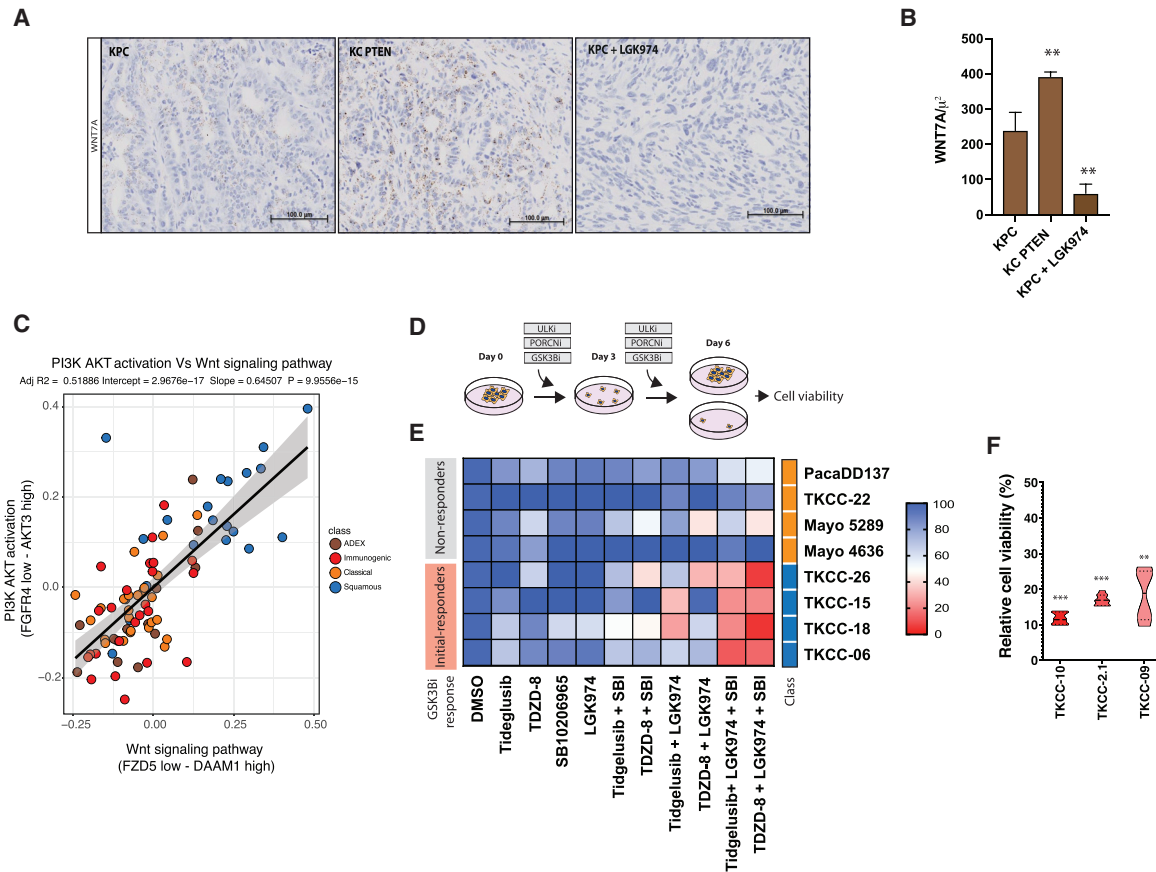 A
WNT7A
KPC
KC PTEN
KPC + LGK974
100.0 µm
100.0 µm
100.0 µm
B
WNT7A/µ²
500
400
300
200
100
0
**
**
KPC
KC PTEN
KPC + LGK974
C
PI3K AKT activation Vs Wnt signaling pathway
Adj R2 = 0.51886 Intercept = 2.9676e−17 Slope = 0.64507 P = 9.9556e−15
PI3K AKT activation
(FGFR4 low - AKT3 high)
0.4
0.2
0.0
−0.2
−0.25
0.00
0.25
0.50
Wnt signaling pathway
(FZD5 low - DAAM1 high)
class
ADEX
Immunogenic
Classical
Squamous
D
Day 0
ULKi
PORCNi
GSK3Bi
Day 3
ULKi
PORCNi
GSK3Bi
Day 6
Cell viability
E
Non-responders
Initial-responders
GSK3Bi
response
PacaDD137
TKCC-22
Mayo 5289
Mayo 4636
TKCC-26
TKCC-15
TKCC-18
TKCC-06
Class
DMSO
Tideglusib
TDZD-8
SB10206965
LGK974
Tidgelusib + SBI
TDZD-8 + SBI
Tidgelusib + LGK974
TDZD-8 + LGK974
Tidgelusib+ LGK974 + SBI
TDZD-8 + LGK974 + SBI
100
80
60
40
20
0
F
Relative cell viability (%)
50
40
30
20
10
0
***
***
**
TKCC-10
TKCC-2.1
TKCC-09